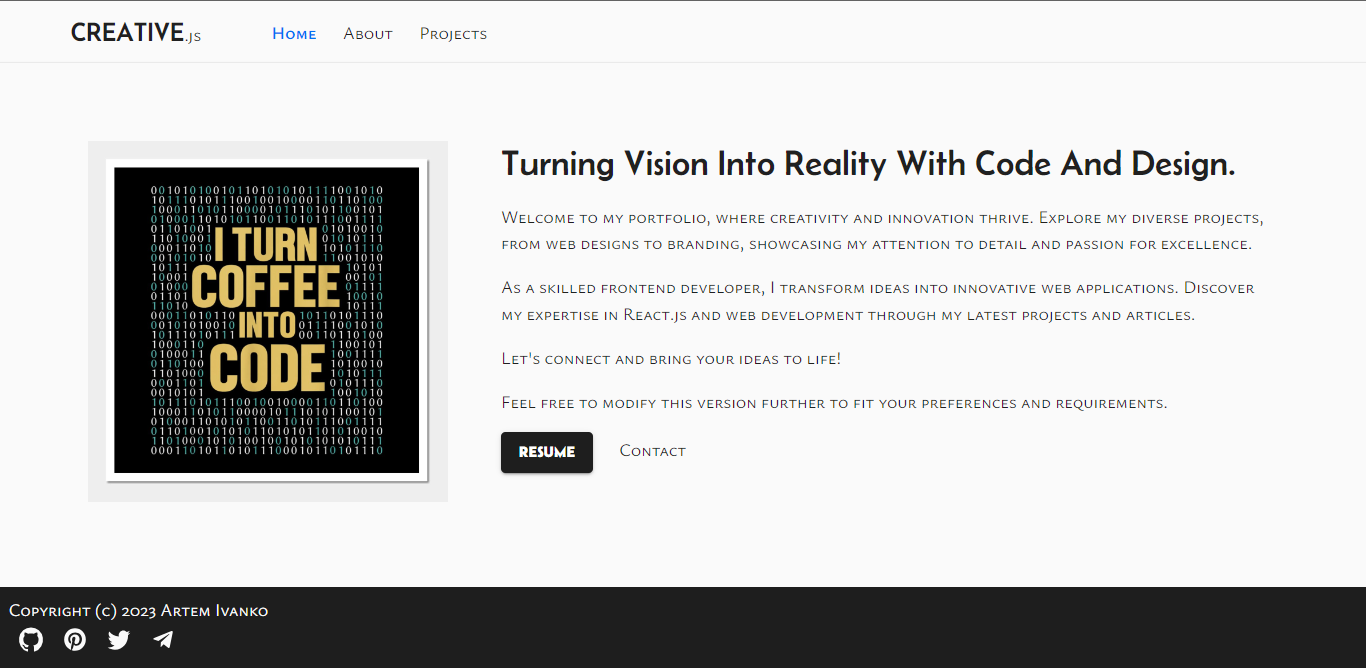 CREATIVE.JS
Home About Projects
I TURN
COFFEE
INTO
CODE
Turning Vision Into Reality With Code And Design.
Welcome to my portfolio, where creativity and innovation thrive. Explore my diverse projects,
from web designs to branding, showcasing my attention to detail and passion for excellence.
As a skilled frontend developer, I transform ideas into innovative web applications. Discover
my expertise in React.js and web development through my latest projects and articles.
Let's connect and bring your ideas to life!
Feel free to modify this version further to fit your preferences and requirements.
RESUME Contact
Copyright (c) 2023 Artem Ivanko